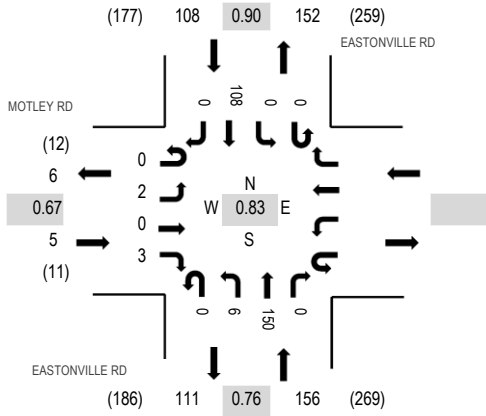 (177) 108 0.90 152 (259)
EASTONVILLE RD
0 108 0 0
MOTLEY RD
(12)
6
0
2
0
3
0.67
5
(11)
N
W 0.83 E
S
0 6 150 0
EASTONVILLE RD
(186) 111 0.76 156 (269)